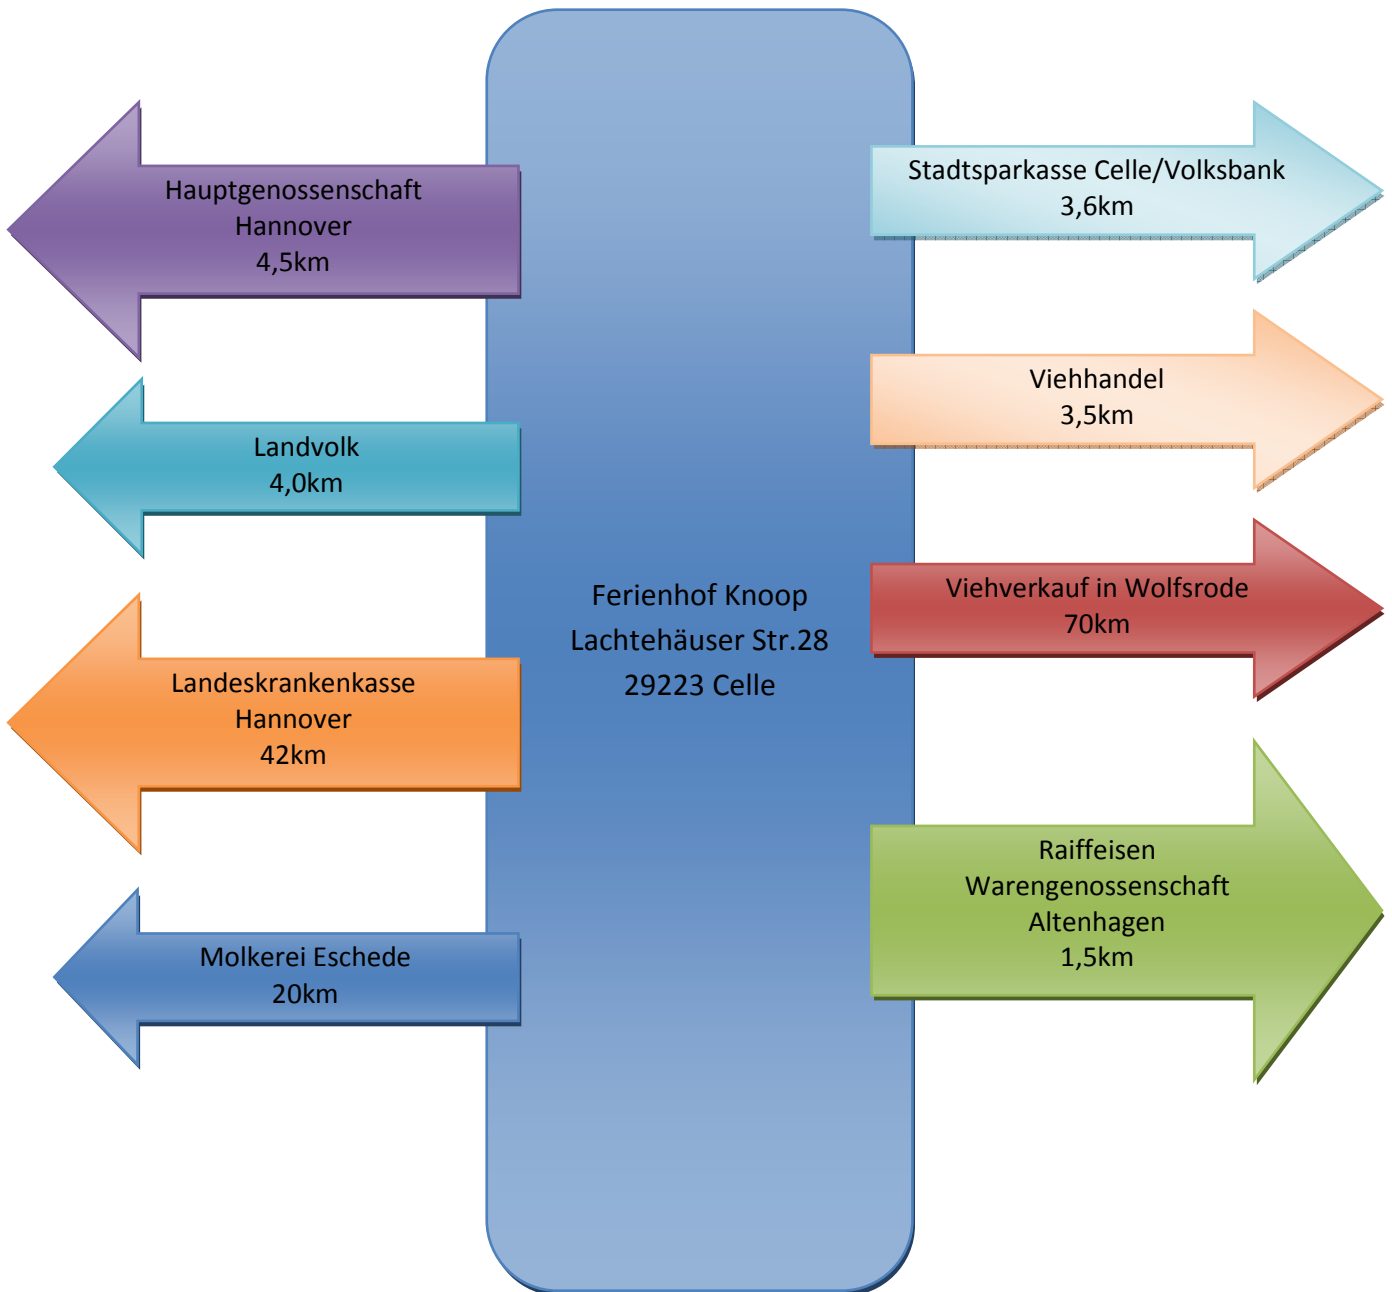 Hauptgenossenschaft
Hannover
4,5km
Landvolk
4,0km
Landeskrankenkasse
Hannover
42km
Molkerei Eschede
20km
Ferienhof Knoop
Lachtehäuser Str.28
29223 Celle
Stadtsparkasse Celle/Volksbank
3,6km
Viehhandel
3,5km
Viehverkauf in Wolfsrode
70km
Raiffeisen
Warengenossenschaft
Altenhagen
1,5km